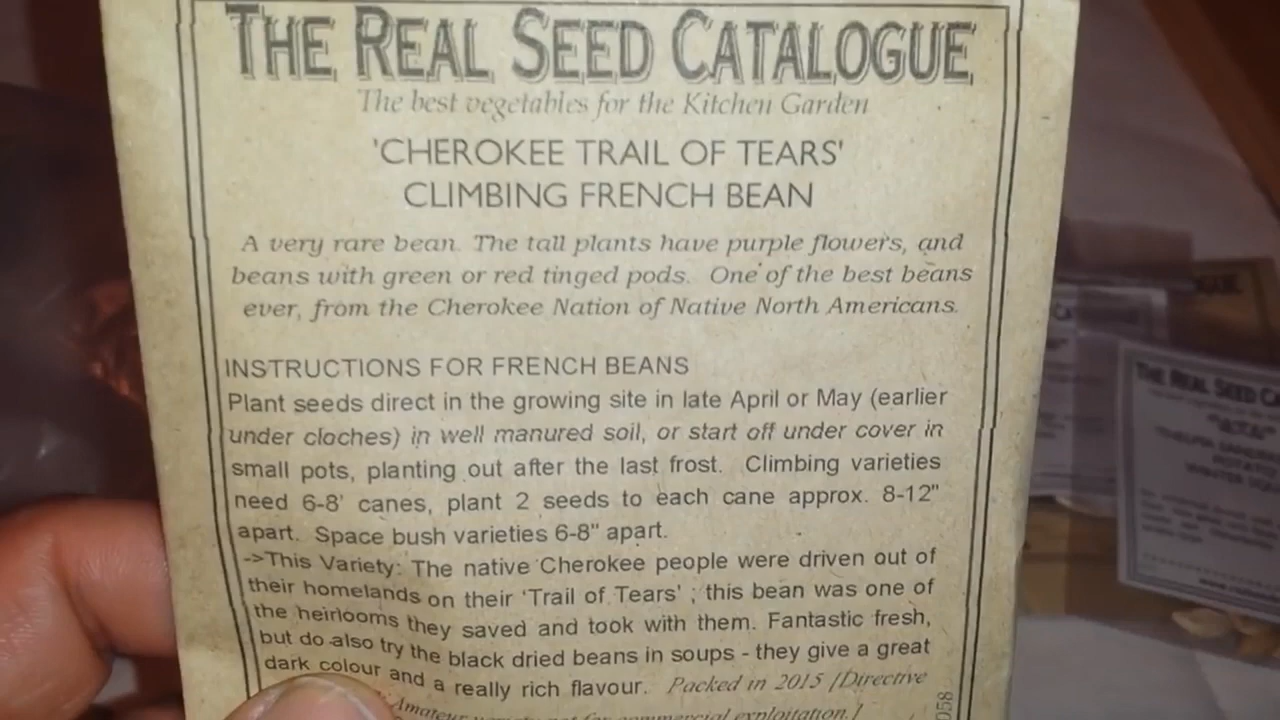 THE REAL SEED CATALOGUE
The best vegetables for the Kitchen Garden
'CHEROKEE TRAIL OF TEARS'
CLIMBING FRENCH BEAN
A very rare bean. The tall plants have purple flowers, and
beans with green or red tinged pods. One of the best beans
ever, from the Cherokee Nation of Native North Americans.
INSTRUCTIONS FOR FRENCH BEANS
Plant seeds direct in the growing site in late April or May (earlier
under cloches) in well manured soil, or start off under cover in
small pots, planting out after the last frost. Climbing varieties
need 6-8' canes, plant 2 seeds to each cane approx. 8-12"
apart. Space bush varieties 6-8" apart.
->This Variety: The native Cherokee people were driven out of
their homelands on their 'Trail of Tears' ; this bean was one of
the heirlooms they saved and took with them. Fantastic fresh,
but do also try the black dried beans in soups - they give a great
dark colour and a really rich flavour. Packed in 2015 [Directive
Amateur variety not for commercial exploitation.]
058
THE REAL SEED CA